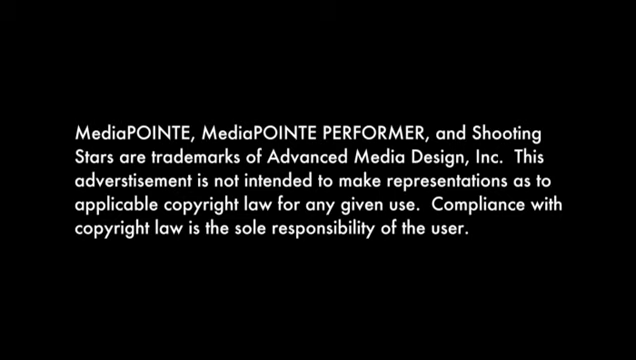 MediaPOINTE, MediaPOINTE PERFORMER, and Shooting
Stars are trademarks of Advanced Media Design, Inc.  This
adverstisement is not intended to make representations as to
applicable copyright law for any given use.  Compliance with
copyright law is the sole responsibility of the user.